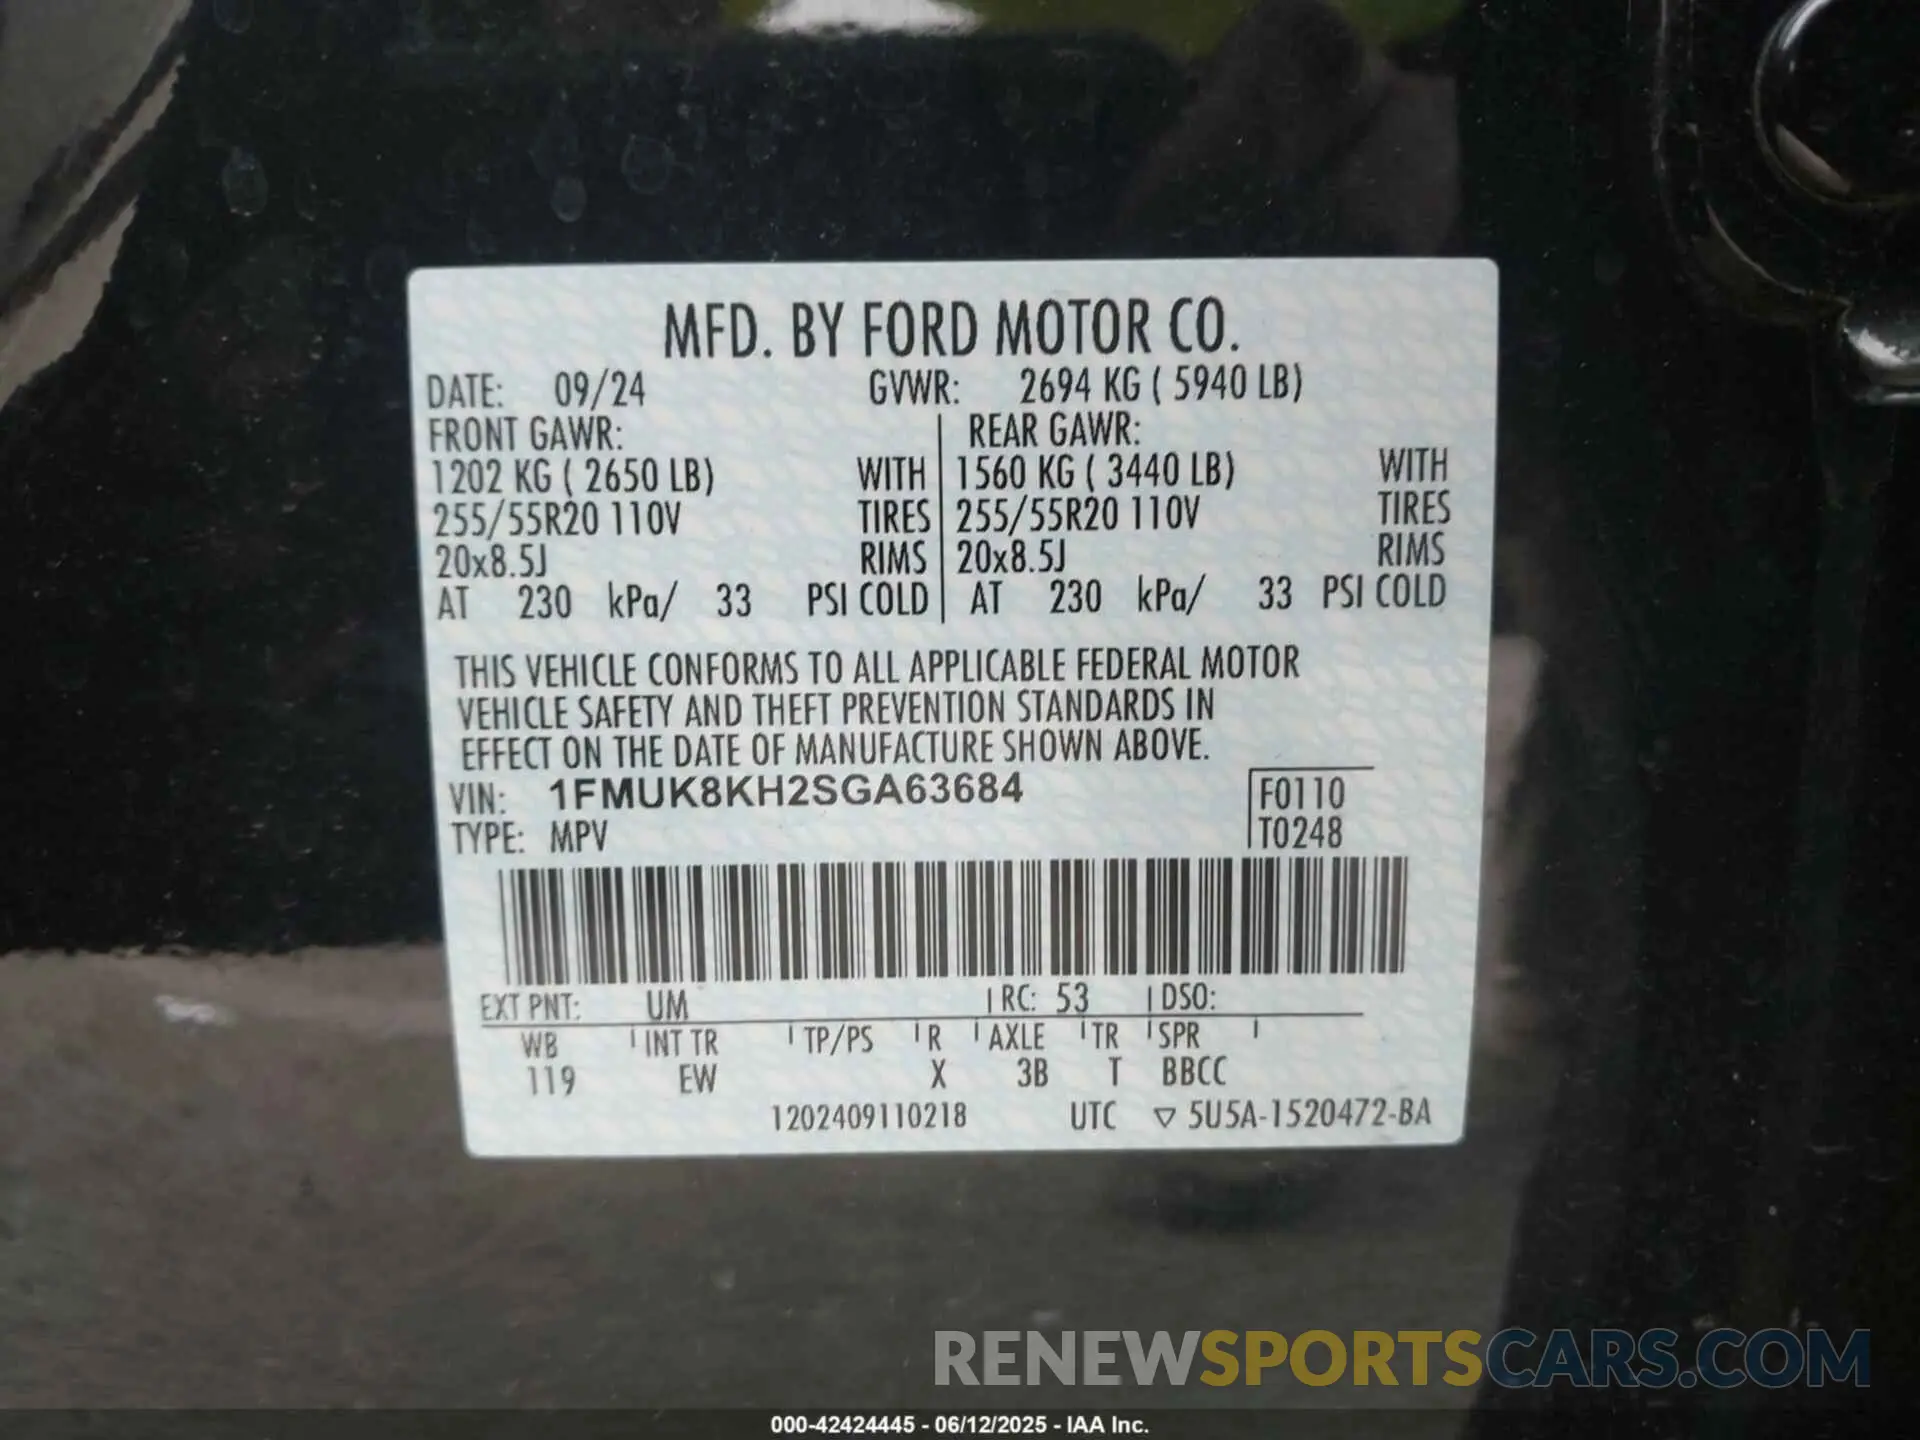 MFD. BY FORD MOTOR CO.
DATE: 09/24 GVWR: 2694 KG ( 5940 LB)
FRONT GAWR: REAR GAWR:
1202 KG ( 2650 LB) WITH 1560 KG ( 3440 LB) WITH
255/55R20 110V TIRES 255/55R20 110V TIRES
20x8.5J RIMS 20x8.5J RIMS
AT 230 kPa/ 33 PSI COLD AT 230 kPa/ 33 PSI COLD
THIS VEHICLE CONFORMS TO ALL APPLICABLE FEDERAL MOTOR
VEHICLE SAFETY AND THEFT PREVENTION STANDARDS IN
EFFECT ON THE DATE OF MANUFACTURE SHOWN ABOVE.
VIN: 1FMUK8KH2SGA63684 F0110
TYPE: MPV T0248
EXT PNT: UM RC: 53 DSO:
WB INT TR TP/PS R AXLE TR SPR
119 EW X 3B T BBCC
1202409110218 UTC ▽ 5U5A-1520472-BA
RENEWSPORTSCARS.COM
000-42424445 - 06/12/2025 - IAA Inc.